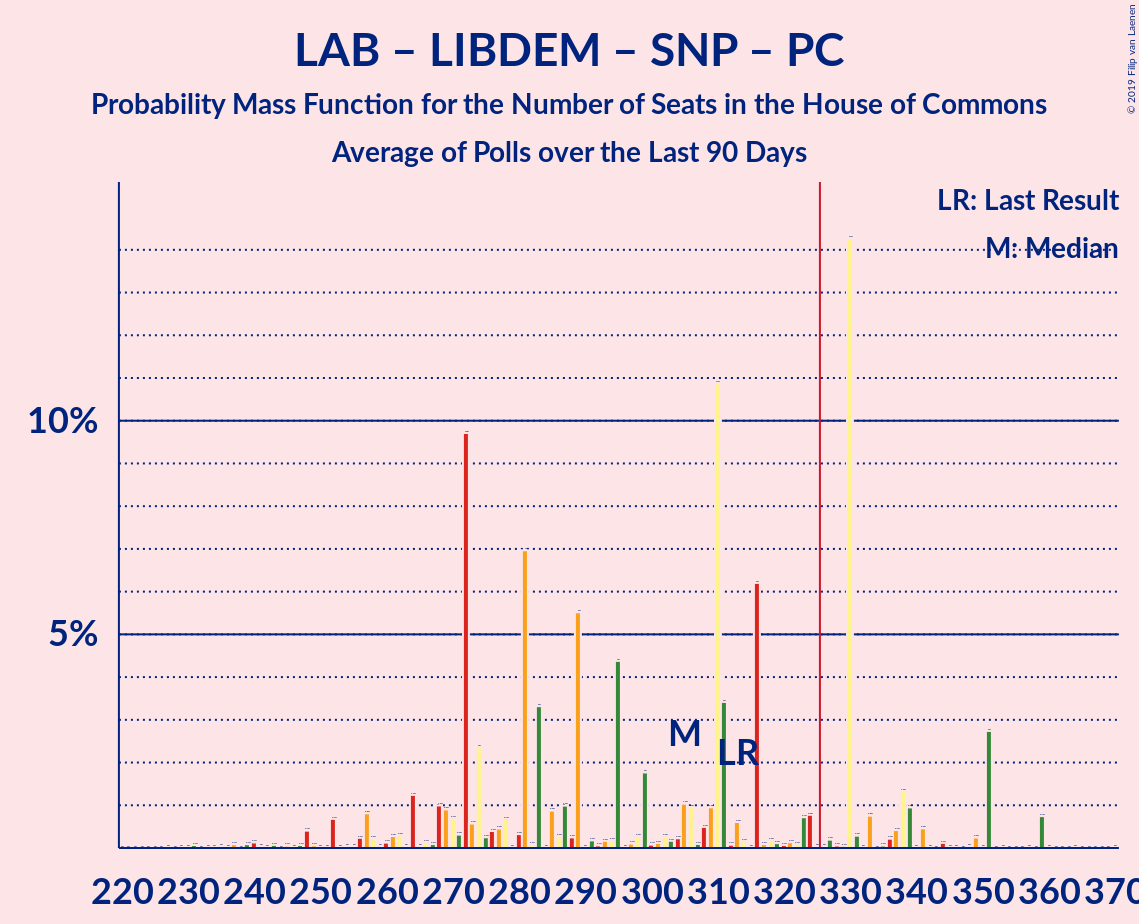 LAB – LIBDEM – SNP – PC
Probability Mass Function for the Number of Seats in the House of Commons
Average of Polls over the Last 90 Days
© 2019 Filip van Laenen
LR: Last Result
M: Median
10%
5%
M
LR
220 230 240 250 260 270 280 290 300 310 320 330 340 350 360 370